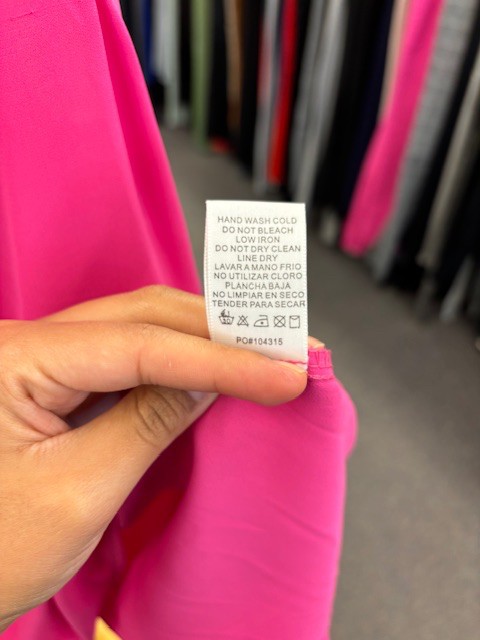 HAND WASH COLD
DO NOT BLEACH
LOW IRON
DO NOT DRY CLEAN
LINE DRY
LAVAR A MANO FRIO
NO UTILIZAR CLORO
PLANCHA BAJA
NO LIMPIAR EN SECO
TENDER PARA SECAR
30
PO#104315